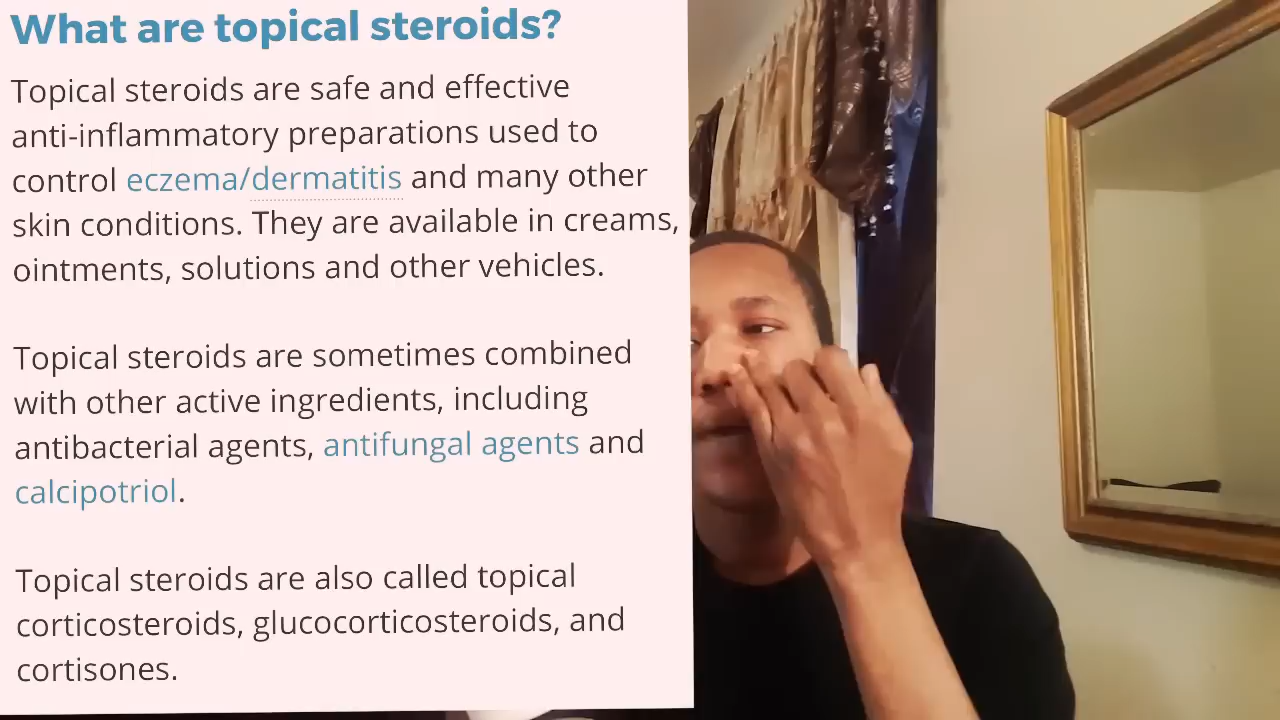 What are topical steroids?
Topical steroids are safe and effective
anti-inflammatory preparations used to
control eczema/dermatitis and many other
skin conditions. They are available in creams,
ointments, solutions and other vehicles.
Topical steroids are sometimes combined
with other active ingredients, including
antibacterial agents, antifungal agents and
calcipotriol.
Topical steroids are also called topical
corticosteroids, glucocorticosteroids, and
cortisones.